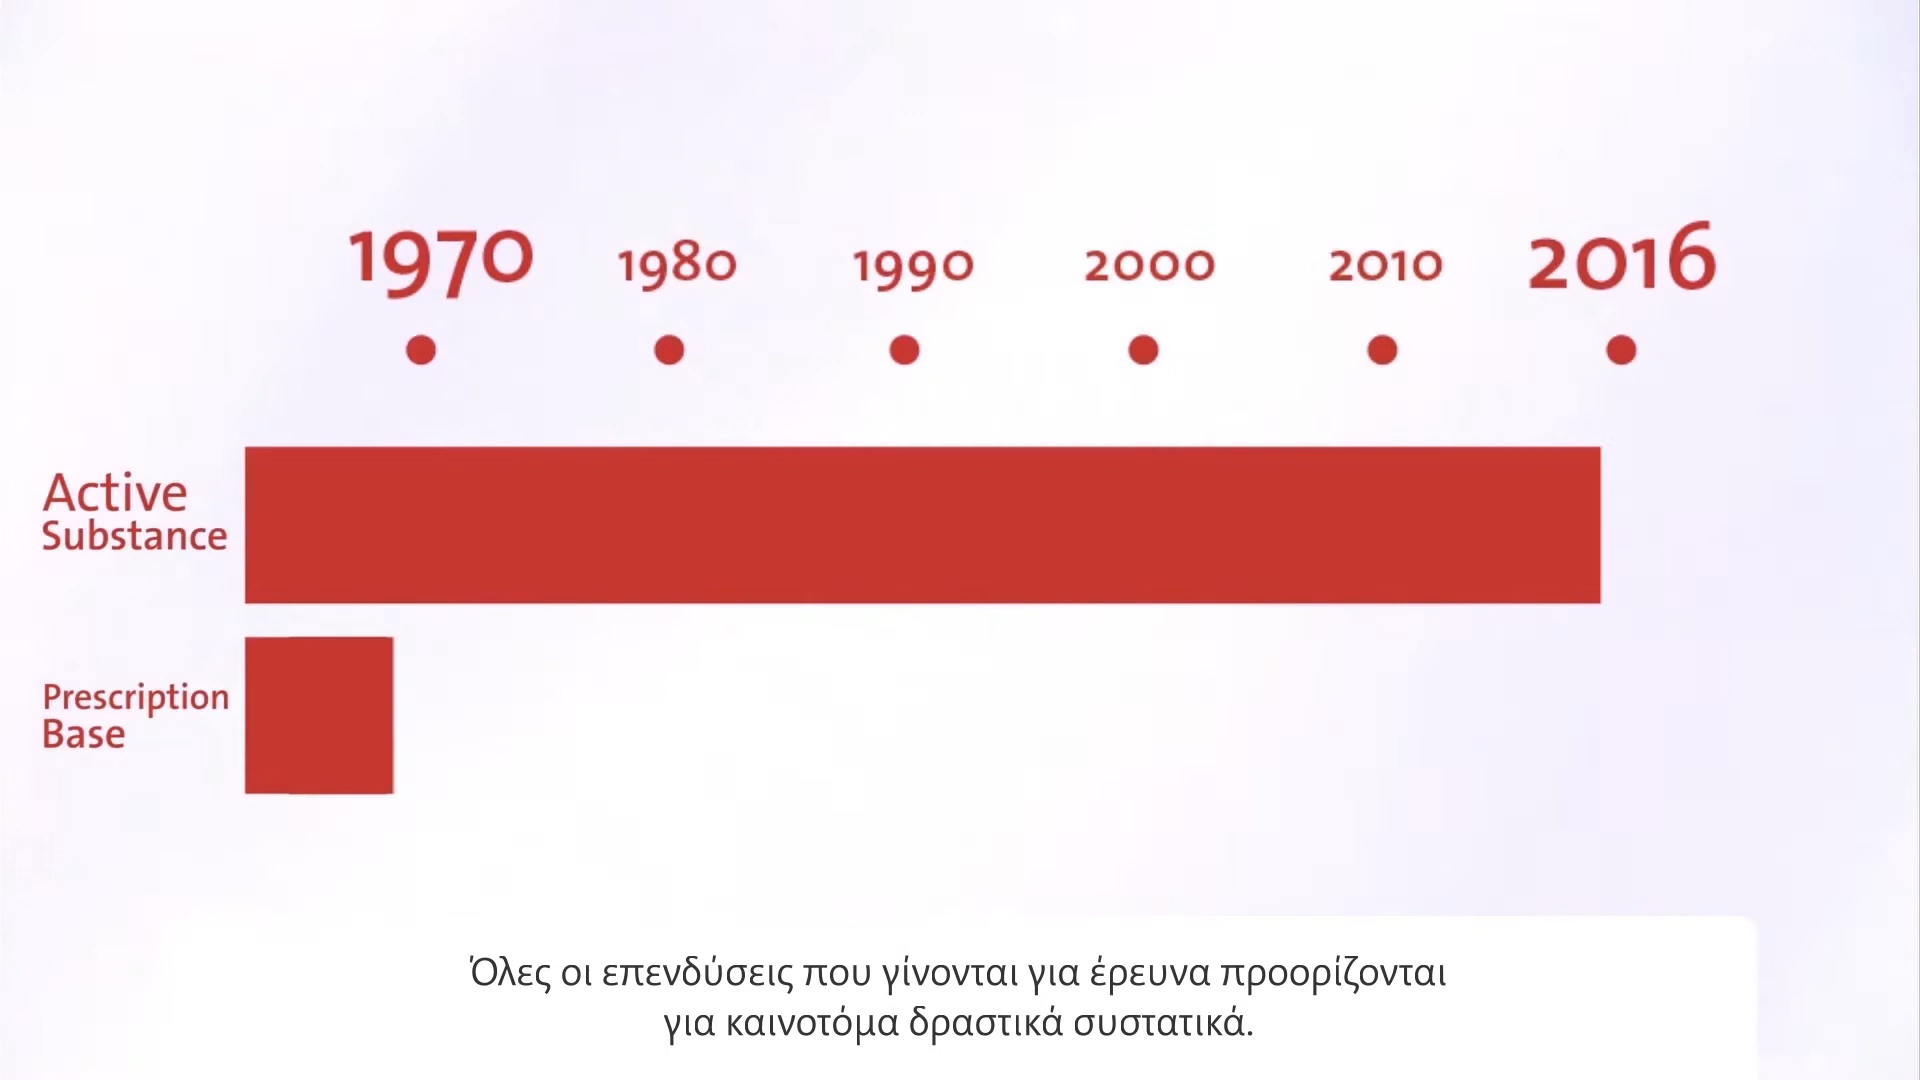 1970 1980 1990 2000 2010 2016
Active
Substance
Prescription
Base
Όλες οι επενδύσεις που γίνονται για έρευνα προορίζονται
για καινοτόμα δραστικά συστατικά.